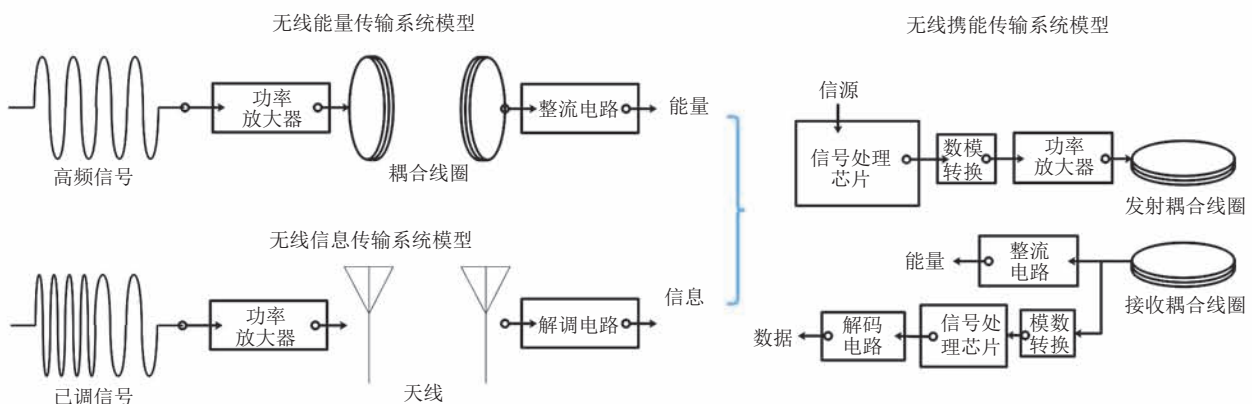 无线能量传输系统模型
功率
放大器
整流电路
能量
高频信号
耦合线圈
无线信息传输系统模型
功率
放大器
解调电路
信息
已调信号
天线
无线携能传输系统模型
信源
信号处理
芯片
数模
转换
功率
放大器
发射耦合线圈
能量
整流
电路
接收耦合线圈
数据
解码
电路
信号处
理芯片
模数
转换